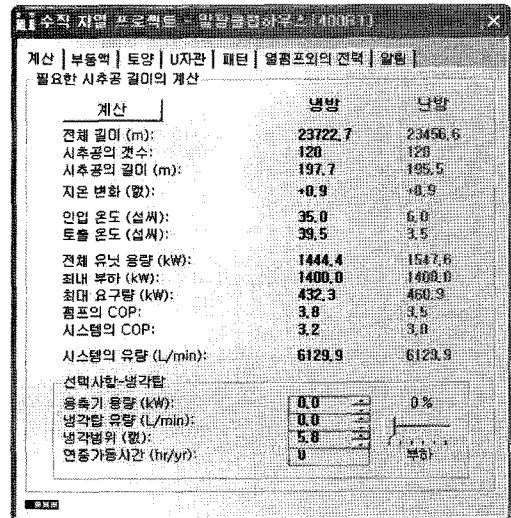 수직 지열 프로젝트 - [400RT]
계산 부동액 토양 U자관 패턴 열펌프외의 전력 알림
필요한 시추공 길이의 계산
계산 냉방 난방
전체 길이 (m): 23722.7 23456.6
시추공의 갯수: 120 120
시추공의 길이 (m): 197.7 195.5
지온 변화 (℃): +0.9 +0.9
인입 온도 (섭씨): 35.0 6.0
토출 온도 (섭씨): 39.5 3.5
전체 유닛 용량 (kW): 1444.4 1547.6
최대 부하 (kW): 1400.0 1400.0
최대 요구량 (kW): 432.3 460.9
펌프의 COP: 3.8 3.5
시스템의 COP: 3.2 3.0
시스템의 유량 (L/min): 6129.9 6129.9
선택사항-냉각탑
응축기 용량 (kW): 0.0 0 %
냉각탑 유량 (L/min): 0.0
냉각범위 (℃): 5.8
연중가동시간 (hr/yr): 0 부하